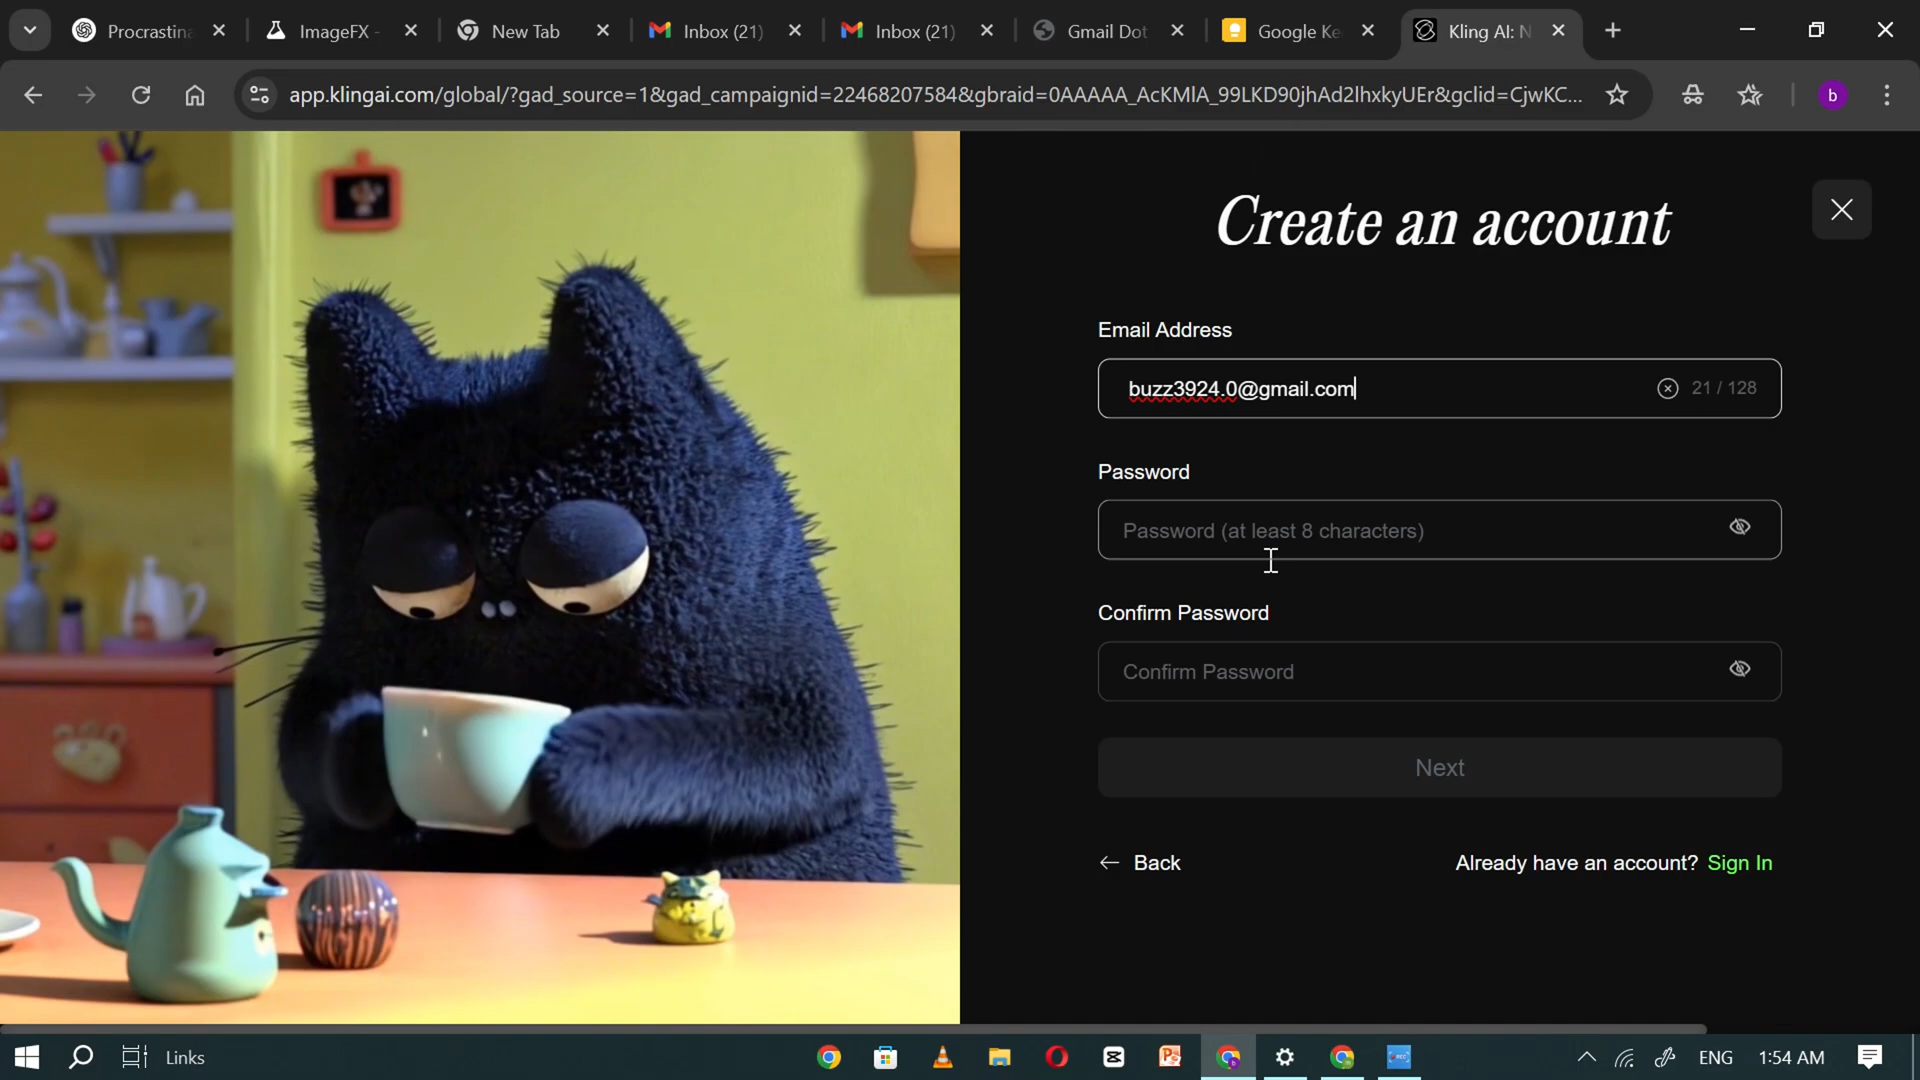 Procrastina
ImageFX -
New Tab
Inbox (21)
Inbox (21)
Gmail Dot
Google Ke
Kling AI: N
app.klingai.com/global/?gad_source=1&gad_campaignid=22468207584&gbraid=0AAAAA_AcKMlA_99LKD90jhAd2lhxkyUEr&gclid=CjwKC...
b
Create an account
Email Address
buzz3924.0@gmail.com
21 / 128
Password
Password (at least 8 characters)
Confirm Password
Confirm Password
Next
Back
Already have an account? Sign In
Links
ENG
1:54 AM